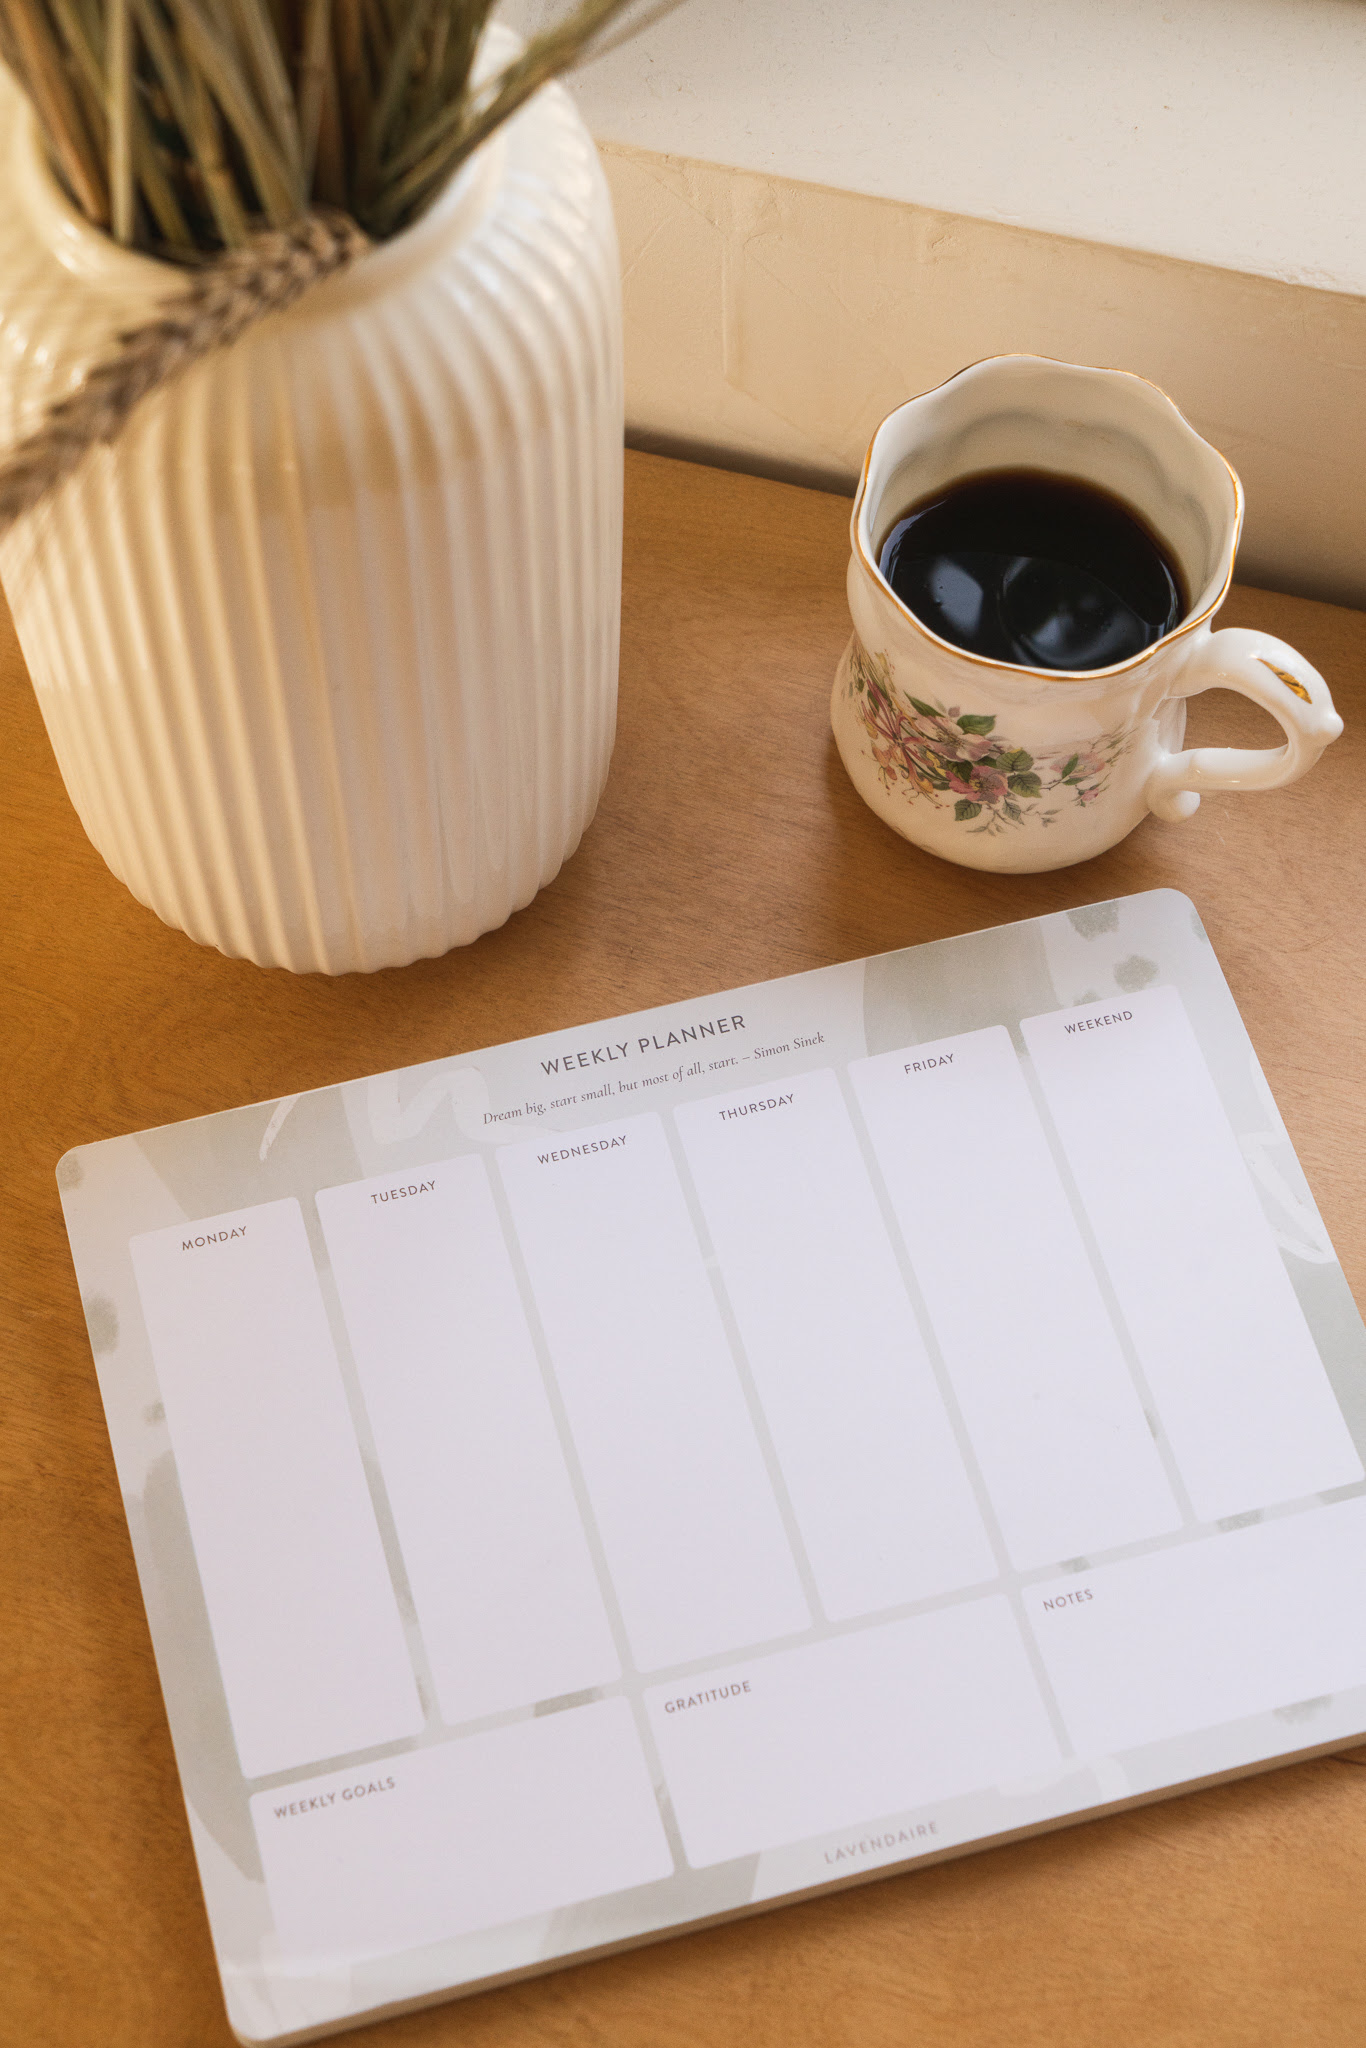 WEEKLY PLANNER
Dream big, start small, but most of all, start. – Simon Sinek
MONDAY
TUESDAY
WEDNESDAY
THURSDAY
FRIDAY
WEEKEND
WEEKLY GOALS
GRATITUDE
NOTES
LAVENDAIRE